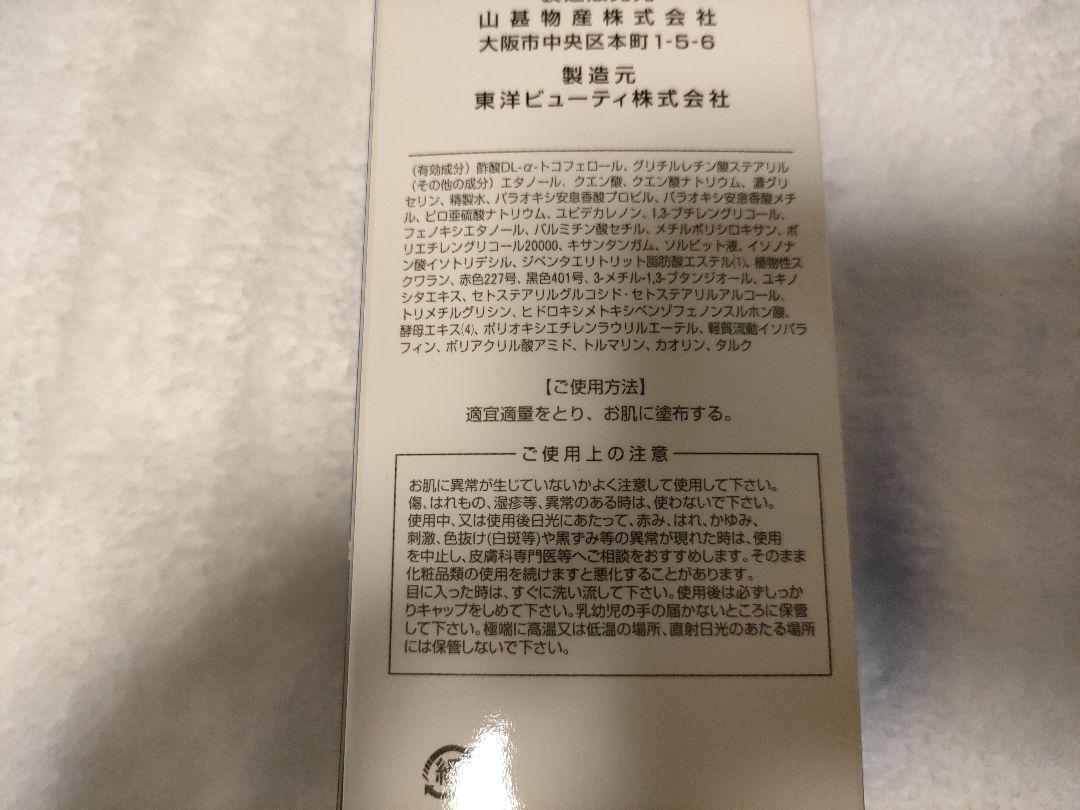 製造販売元
山甚物産株式会社
大阪市中央区本町1-5-6
製造元
東洋ビューティ株式会社
(有効成分)酢酸DL-α-トコフェロール、グリチルレチン酸ステアリル
(その他の成分)エタノール、クエン酸、クエン酸ナトリウム、濃グリ
セリン、精製水、パラオキシ安息香酸プロピル、パラオキシ安息香酸メチ
ル、ピロ亜硫酸ナトリウム、ユビデカレノン、1,3-ブチレングリコール、
フェノキシエタノール、パルミチン酸セチル、メチルポリシロキサン、ポ
リエチレングリコール20000、キサンタンガム、ソルビット液、イソノナ
ン酸イソトリデシル、ジペンタエリトリット脂肪酸エステル(1)、植物性ス
クワラン、赤色227号、黒色401号、3-メチル-1,3-ブタンジオール、ユキノ
シタエキス、セトステアリルグルコシド・セトステアリルアルコール、
トリメチルグリシン、ヒドロキシメトキシベンゾフェノンスルホン酸、
酵母エキス(4)、ポリオキシエチレンラウリルエーテル、軽質流動イソパラ
フィン、ポリアクリル酸アミド、トルマリン、カオリン、タルク
【ご使用方法】
適宜適量をとり、お肌に塗布する。
ご使用上の注意
お肌に異常が生じていないかよく注意して使用して下さい。
傷、はれもの、湿疹等、異常のある時は、使わないで下さい。
使用中、又は使用後日光にあたって、赤み、はれ、かゆみ、
刺激、色抜け(白斑等)や黒ずみ等の異常が現れた時は、使用
を中止し、皮膚科専門医等へご相談をおすすめします。そのまま
化粧品類の使用を続けますと悪化することがあります。
目に入った時は、すぐに洗い流して下さい。使用後は必ずしっか
りキャップをしめて下さい。乳幼児の手の届かないところに保管
して下さい。極端に高温又は低温の場所、直射日光のあたる場所
には保管しないで下さい。
紙